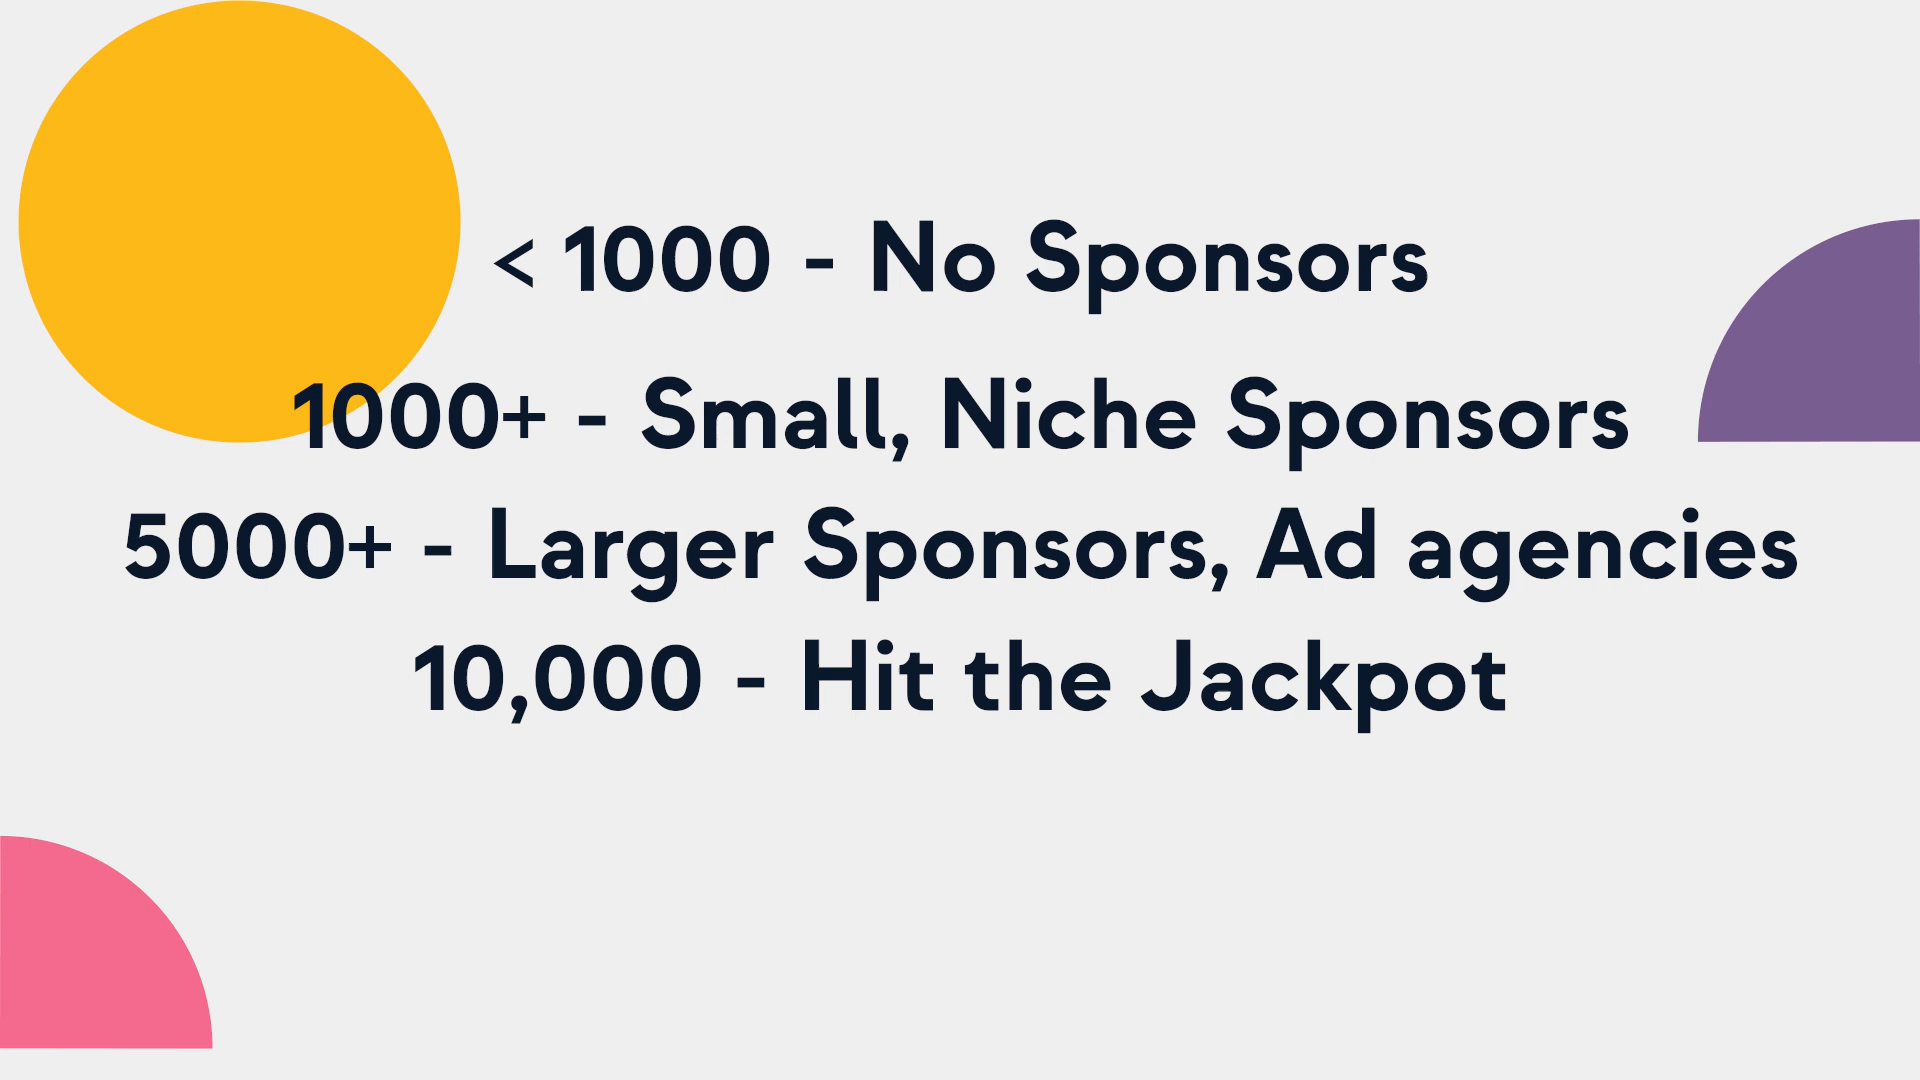 < 1000 - No Sponsors
1000+ - Small, Niche Sponsors
5000+ - Larger Sponsors, Ad agencies
10,000 - Hit the Jackpot